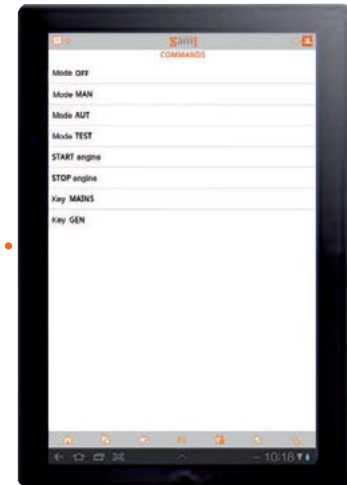 Sam1
COMMANDS
Mode OFF
Mode MAN
Mode AUT
Mode TEST
START engine
STOP engine
Key MAINS
Key GEN
10:18